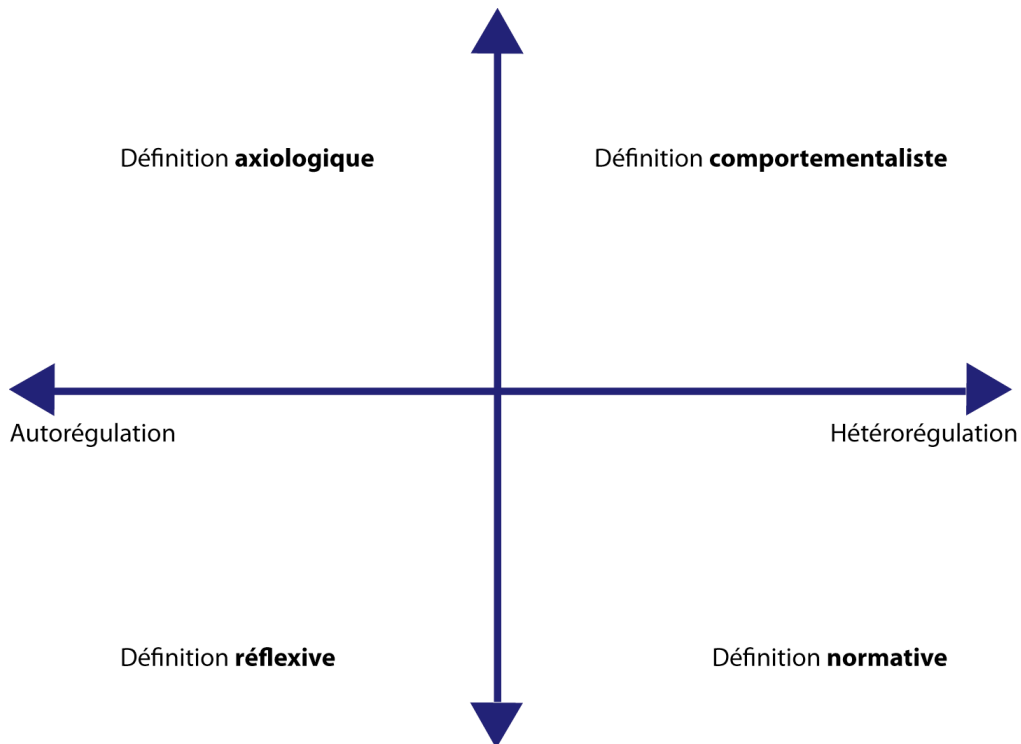 Définition axiologique
Définition comportementaliste
Autorégulation
Hétérorégulation
Définition réflexive
Définition normative